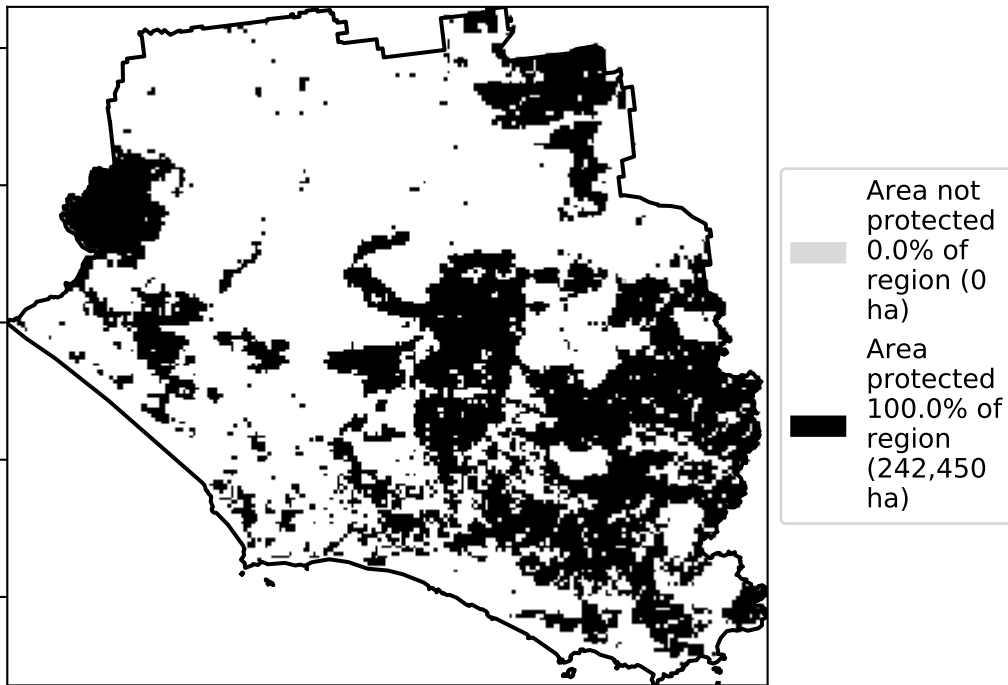 Area not
protected
0.0% of
region (0
ha)
Area
protected
100.0% of
region
(242,450
ha)